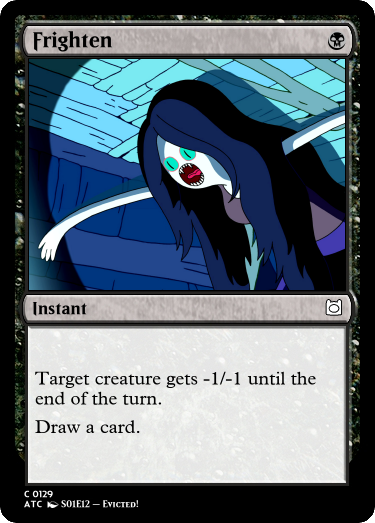 Frighten
Instant
Target creature gets -1/-1 until the
end of the turn.
Draw a card.
C 0129
ATC S01E12 — Evicted!